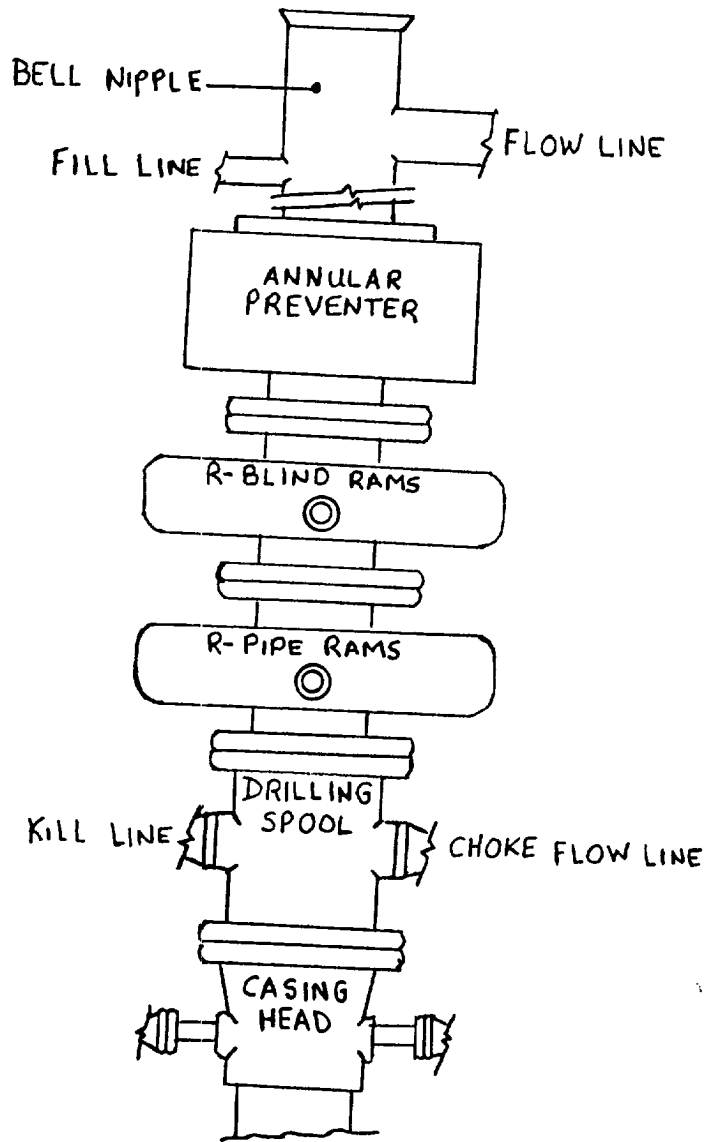 BELL NIPPLE
FLOW LINE
FILL LINE
ANNULAR
PREVENTER
R-BLIND RAMS
R-PIPE RAMS
DRILLING
SPOOL
KILL LINE
CHOKE FLOW LINE
CASING
HEAD